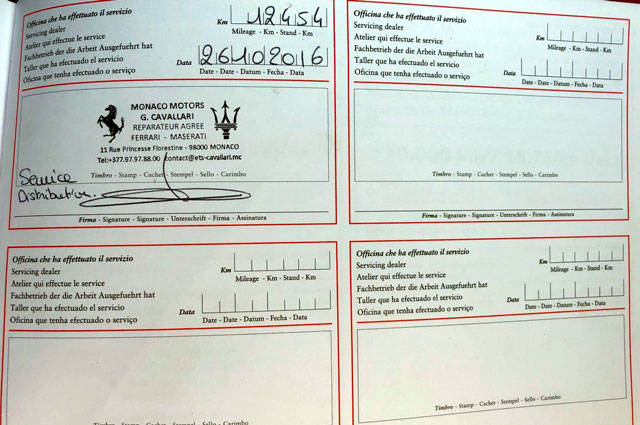 Officina che ha effettuato il servizio
Servicing dealer
Atelier qui effectue le service
Fachbetrieb der die Arbeit Ausgefuehrt hat
Taller que ha efectuado el servicio
Oficina que tenha efectuado o serviço
Km 12454
Mileage - Km - Stand - Km
Data 26102016
Date - Date - Datum - Fecha - Data
MONACO MOTORS
G. CAVALLARI
REPARATEUR AGREE
FERRARI - MASERATI
11 Rue Princesse Florestine - 98000 MONACO
Tel:+377.97.97.88.00 contact@ets-cavallari.mc
Timbro - Stamp - Cachet - Stempel - Sello - Carimbo
Service
Distribution.
Firma - Signature - Signature - Unterschrift - Firma - Assinatura
Officina che ha effettuato il servizio
Servicing dealer
Atelier qui effectue le service
Fachbetrieb der die Arbeit Ausgefuehrt hat
Taller que ha efectuado el servicio
Oficina que tenha efectuado o serviço
Km
Mileage - Km - Stand - Km
Data
Date - Date - Datum - Fecha - Data
Timbro - Stamp - Cachet - Stempel - Sello - Carimbo
Firma - Signature - Signature - Unterschrift - Firma - Assinatura
Officina che ha effettuato il servizio
Servicing dealer
Atelier qui effectue le service
Fachbetrieb der die Arbeit Ausgefuehrt hat
Taller que ha efectuado el servicio
Oficina que tenha efectuado o serviço
Km
Mileage - Km - Stand - Km
Data
Date - Date - Datum - Fecha - Data
Timbro - Stamp - Cachet - Stempel - Sello - Carimbo
Officina che ha effettuato il servizio
Servicing dealer
Atelier qui effectue le service
Fachbetrieb der die Arbeit Ausgefuehrt hat
Taller que ha efectuado el servicio
Oficina que tenha efectuado o serviço
Km
Mileage - Km - Stand - Km
Data
Date - Date - Datum - Fecha - Data
Timbro - Stamp - Cachet - Stempel - Sello - Carimbo